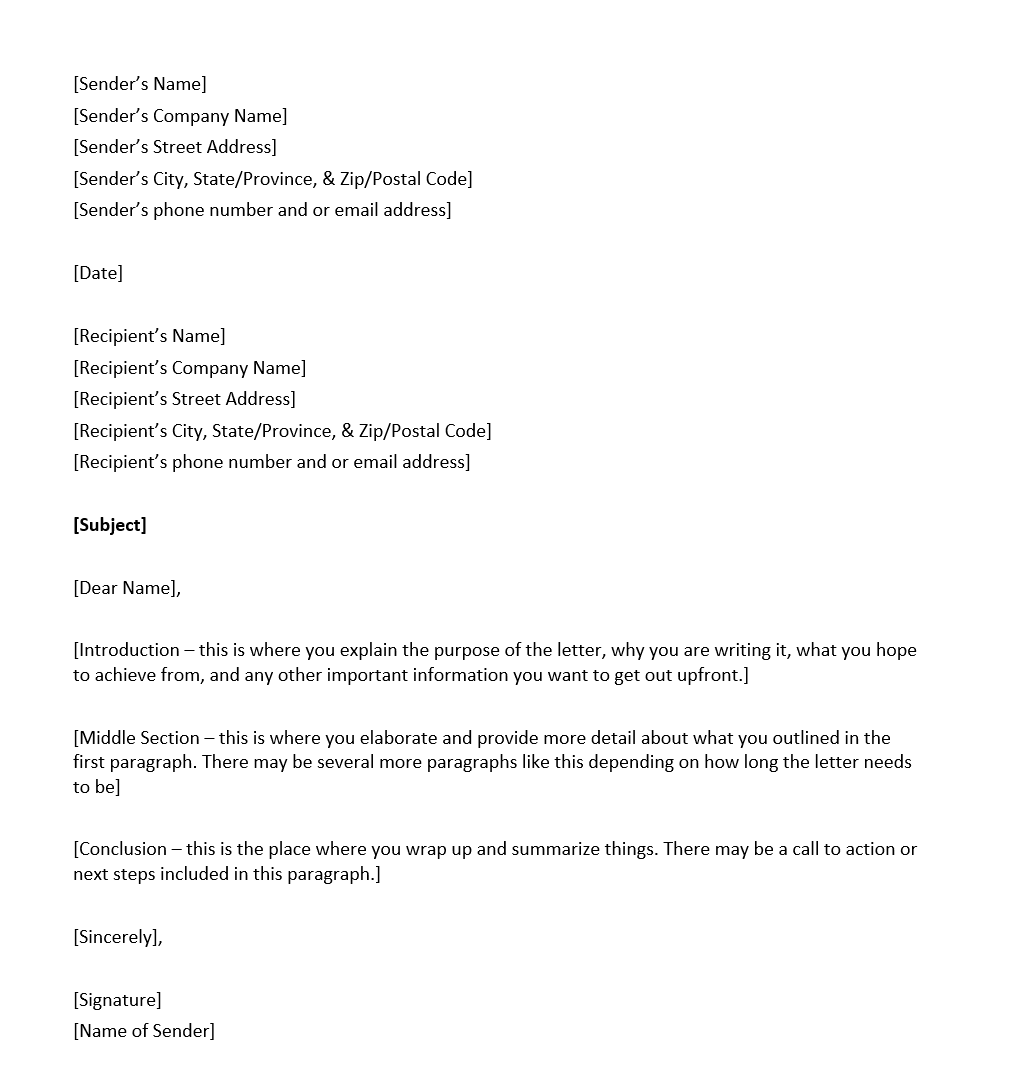 [Sender’s Name]
[Sender’s Company Name]
[Sender’s Street Address]
[Sender’s City, State/Province, & Zip/Postal Code]
[Sender’s phone number and or email address]
[Date]
[Recipient’s Name]
[Recipient’s Company Name]
[Recipient’s Street Address]
[Recipient’s City, State/Province, & Zip/Postal Code]
[Recipient’s phone number and or email address]
[Subject]
[Dear Name],
[Introduction – this is where you explain the purpose of the letter, why you are writing it, what you hope
to achieve from, and any other important information you want to get out upfront.]
[Middle Section – this is where you elaborate and provide more detail about what you outlined in the
first paragraph. There may be several more paragraphs like this depending on how long the letter needs
to be]
[Conclusion – this is the place where you wrap up and summarize things. There may be a call to action or
next steps included in this paragraph.]
[Sincerely],
[Signature]
[Name of Sender]